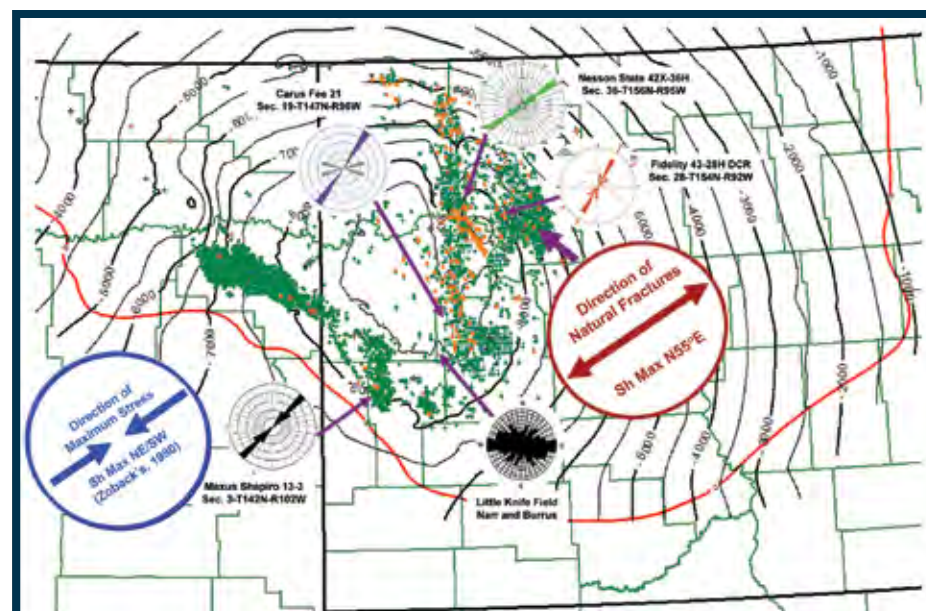 Carus Fee 21
Sec. 19-T147N-R96W
Nesson State 42X-36H
Sec. 36-T156N-R95W
Fidelity 43-28H DCR
Sec. 28-T154N-R92W
Direction of
Natural Fractures
Sh Max N55°E
Direction of
Maximum Stress
Sh Max NE/SW
(Zoback's, 1980)
Maxus Shapiro 13-3
Sec. 3-T142N-R102W
Little Knife Field
Narr and Burrus
-1000
-2000
-3000
-4000
-5000
-6000
-7000